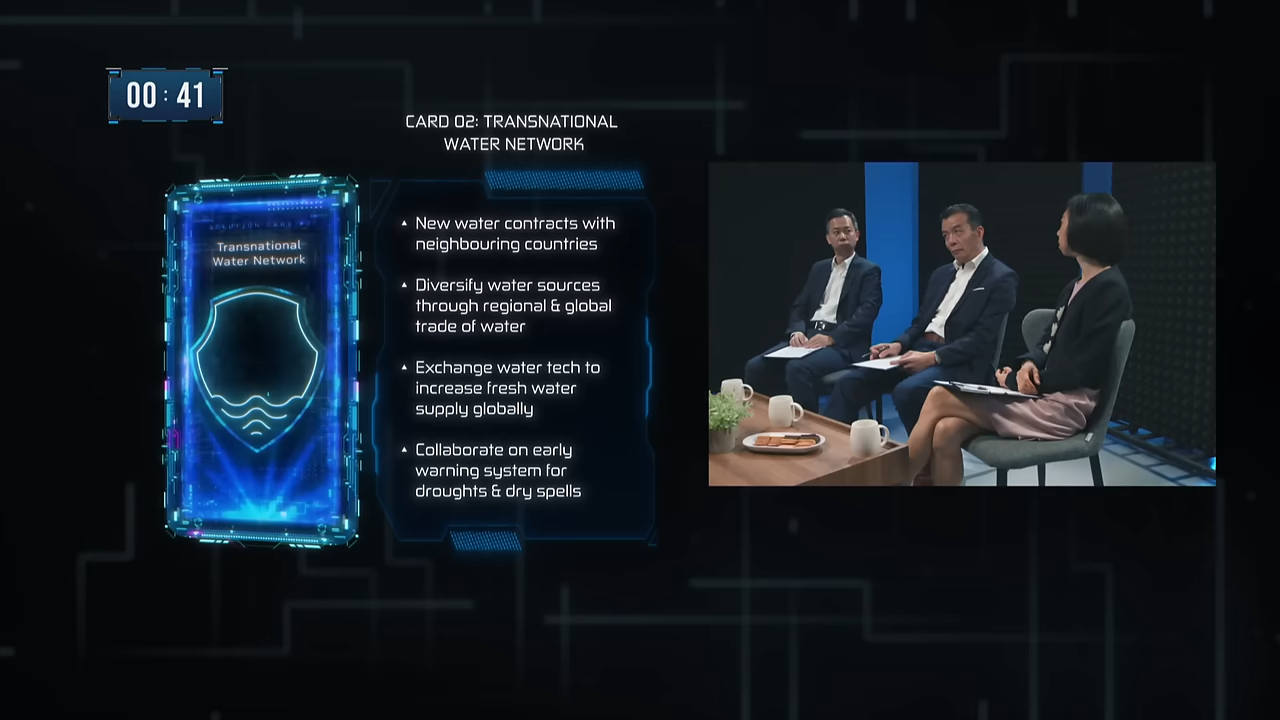 00:41
CARD 02: TRANSNATIONAL
WATER NETWORK
Transnational
Water Network
New water contracts with
neighbouring countries
Diversify water sources
through regional & global
trade of water
Exchange water tech to
increase fresh water
supply globally
Collaborate on early
warning system for
droughts & dry spells